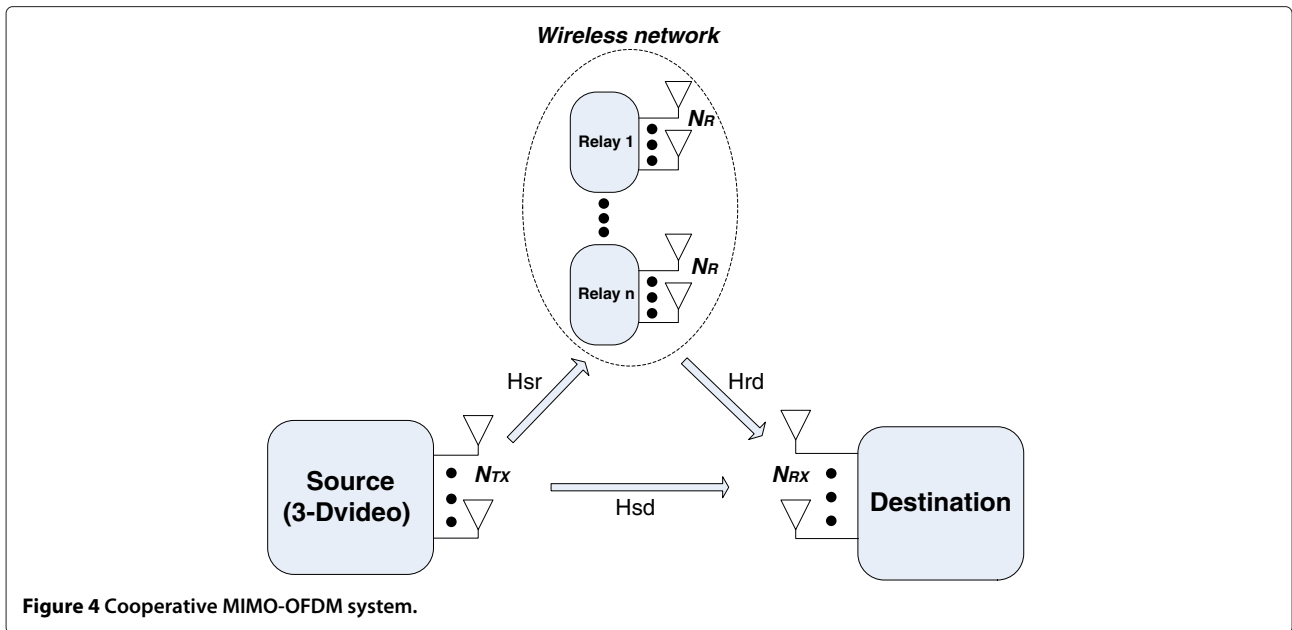 Wireless network
Relay 1
NR
Relay n
NR
Hsr
Hrd
Source
(3-Dvideo)
NTX
Hsd
NRX
Destination
Figure 4 Cooperative MIMO-OFDM system.